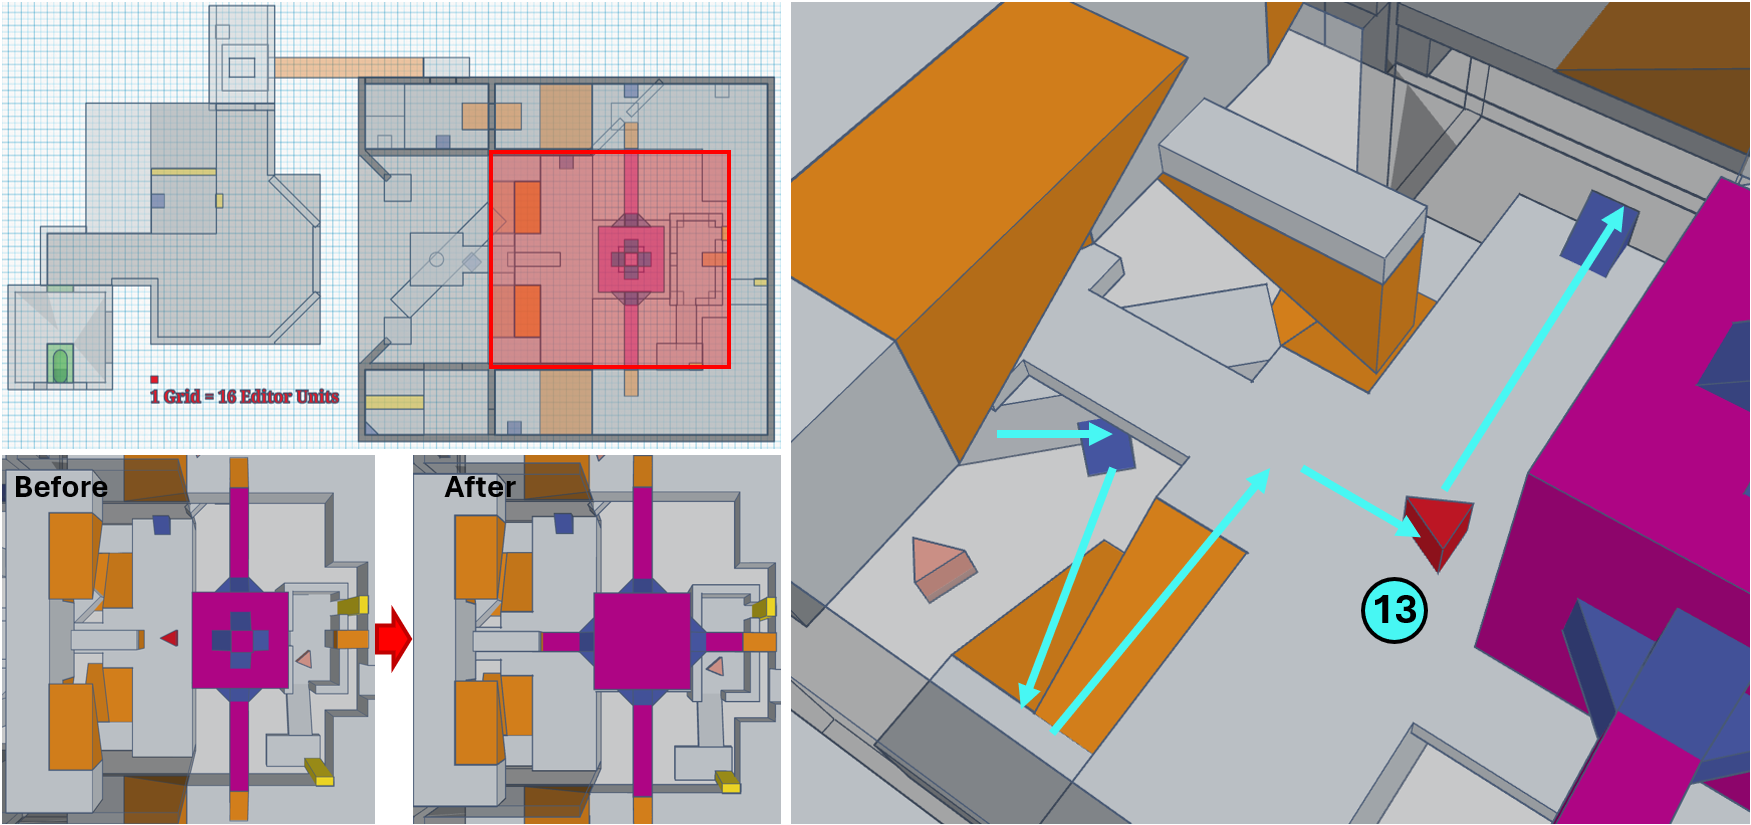 1 Grid = 16 Editor Units
Before
After
13